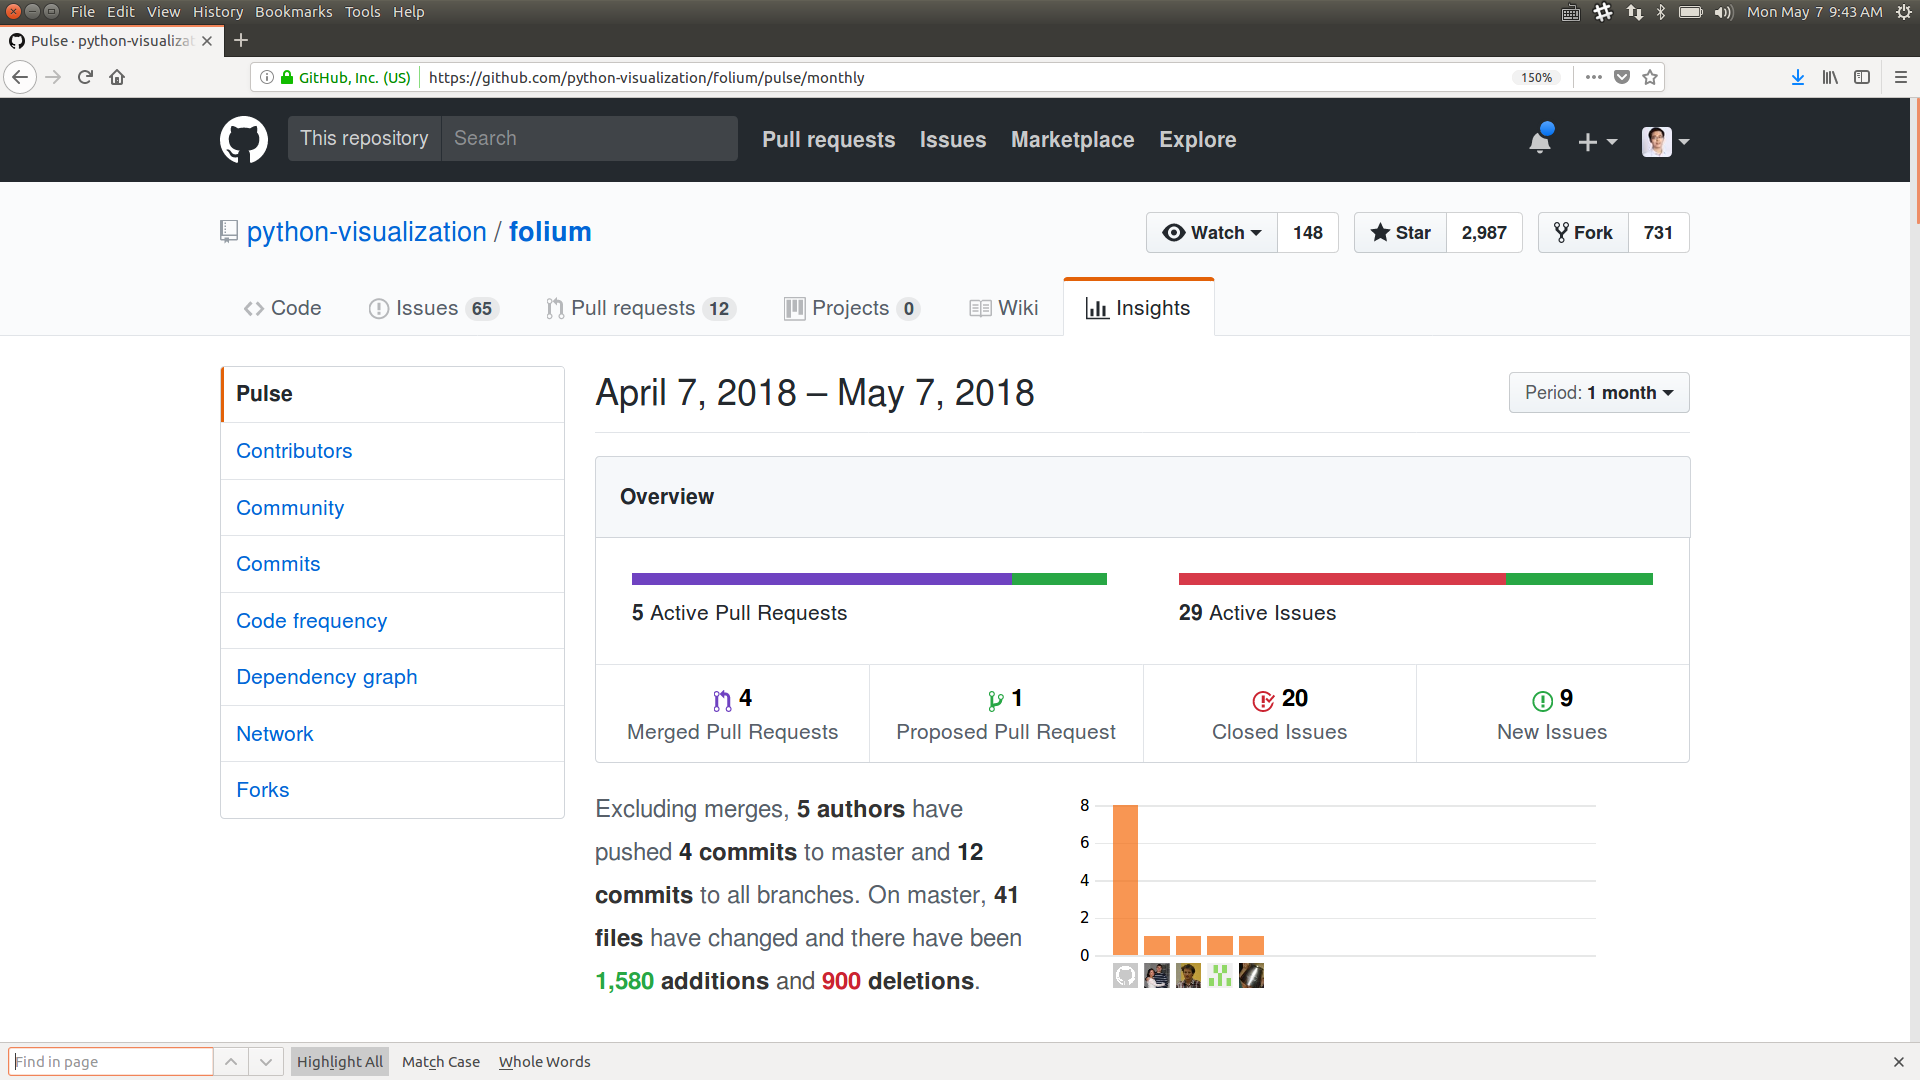 File Edit View History Bookmarks Tools Help
Mon May 7 9:43 AM
Pulse · python-visualizat
GitHub, Inc. (US)
https://github.com/python-visualization/folium/pulse/monthly
150%
This repository
Search
Pull requests
Issues
Marketplace
Explore
python-visualization / folium
Watch 148
Star 2,987
Fork 731
Code
Issues 65
Pull requests 12
Projects 0
Wiki
Insights
Pulse
Contributors
Community
Commits
Code frequency
Dependency graph
Network
Forks
April 7, 2018 – May 7, 2018
Period: 1 month
Overview
5 Active Pull Requests
29 Active Issues
4
Merged Pull Requests
1
Proposed Pull Request
20
Closed Issues
9
New Issues
Excluding merges, 5 authors have
pushed 4 commits to master and 12
commits to all branches. On master, 41
files have changed and there have been
1,580 additions and 900 deletions.
8
6
4
2
0
Find in page
Highlight All
Match Case
Whole Words